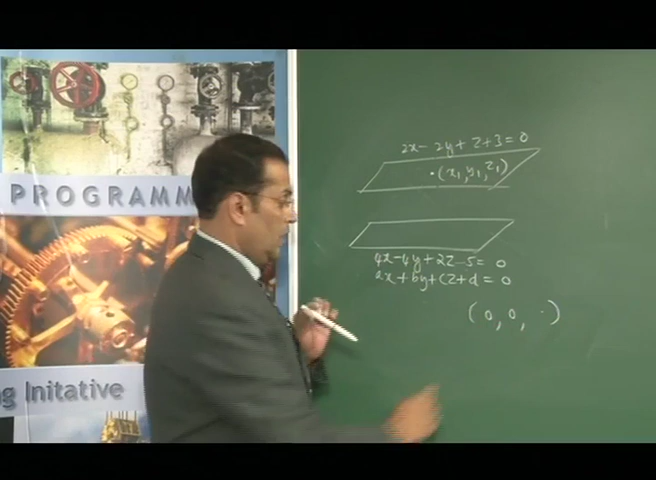 PROGRAMM
g Initative
2x - 2y + z + 3 = 0
(x₁, y₁, z₁)
4x - 4y + 2z - 5 = 0
ax + by + cz + d = 0
(0, 0, ·)